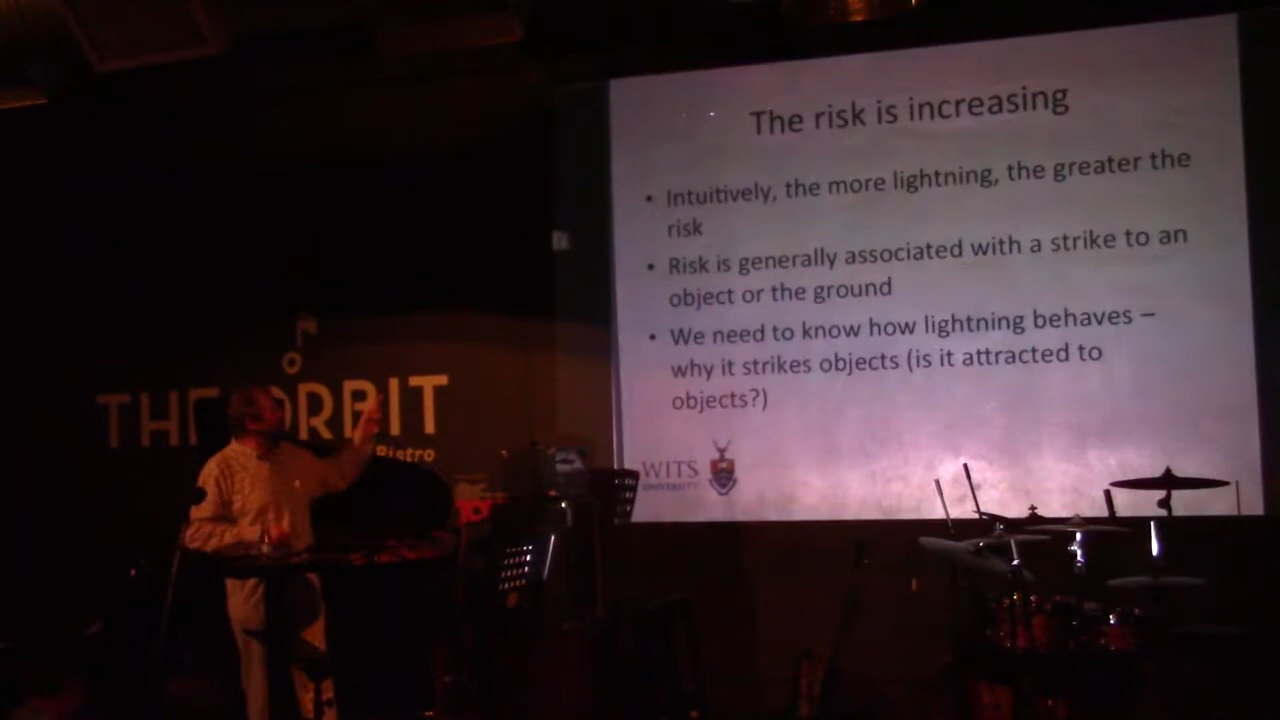 The risk is increasing
• Intuitively, the more lightning, the greater the
risk
• Risk is generally associated with a strike to an
object or the ground
• We need to know how lightning behaves –
why it strikes objects (is it attracted to
objects?)
WITS
UNIVERSITY
THE ORBIT
Bistro